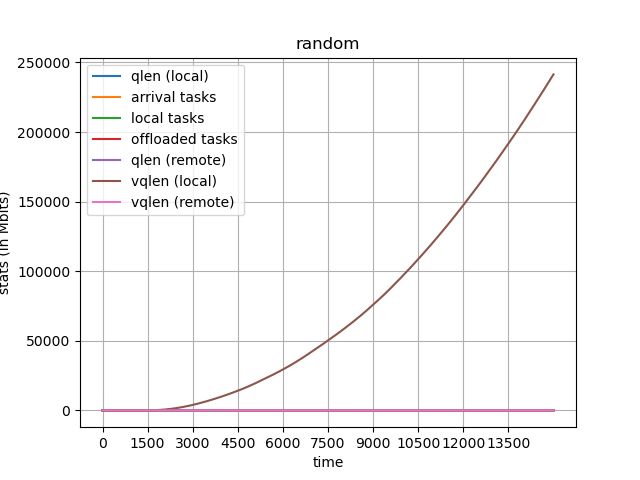 random
250000
200000
150000
100000
50000
0
stats (in Mbits)
qlen (local)
arrival tasks
local tasks
offloaded tasks
qlen (remote)
vqlen (local)
vqlen (remote)
0 1500 3000 4500 6000 7500 9000 10500 12000 13500
time